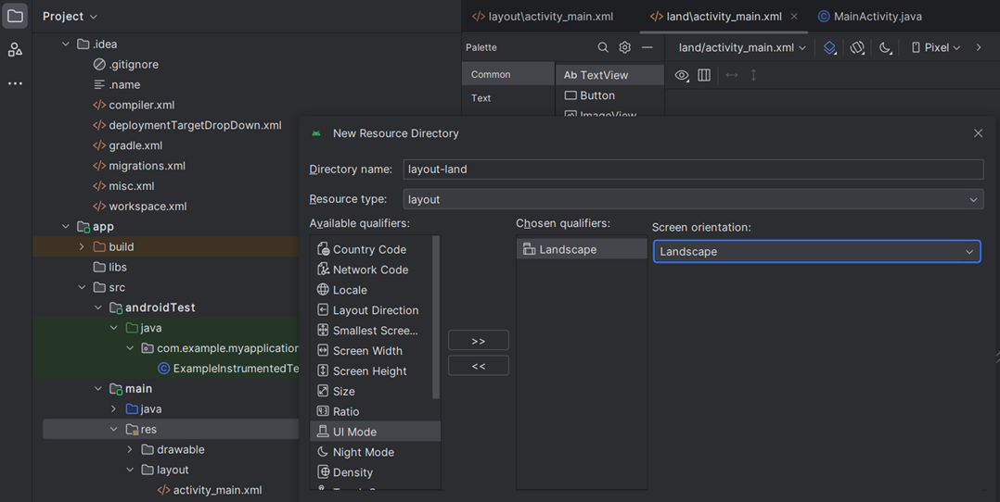 Project
layout\activity_main.xml
land\activity_main.xml
MainActivity.java
.idea
.gitignore
.name
compiler.xml
deploymentTargetDropDown.xml
gradle.xml
migrations.xml
misc.xml
workspace.xml
app
build
libs
src
androidTest
java
com.example.myapplication
ExampleInstrumentedTe
main
java
res
drawable
layout
activity_main.xml
Palette
land/activity_main.xml
Pixel
Common
Ab TextView
Text
Button
ImageView
New Resource Directory
Directory name: layout-land
Resource type: layout
Available qualifiers:
Country Code
Network Code
Locale
Layout Direction
Smallest Scree...
Screen Width
Screen Height
Size
Ratio
UI Mode
Night Mode
Density
>>
<<
Chosen qualifiers:
Landscape
Screen orientation:
Landscape